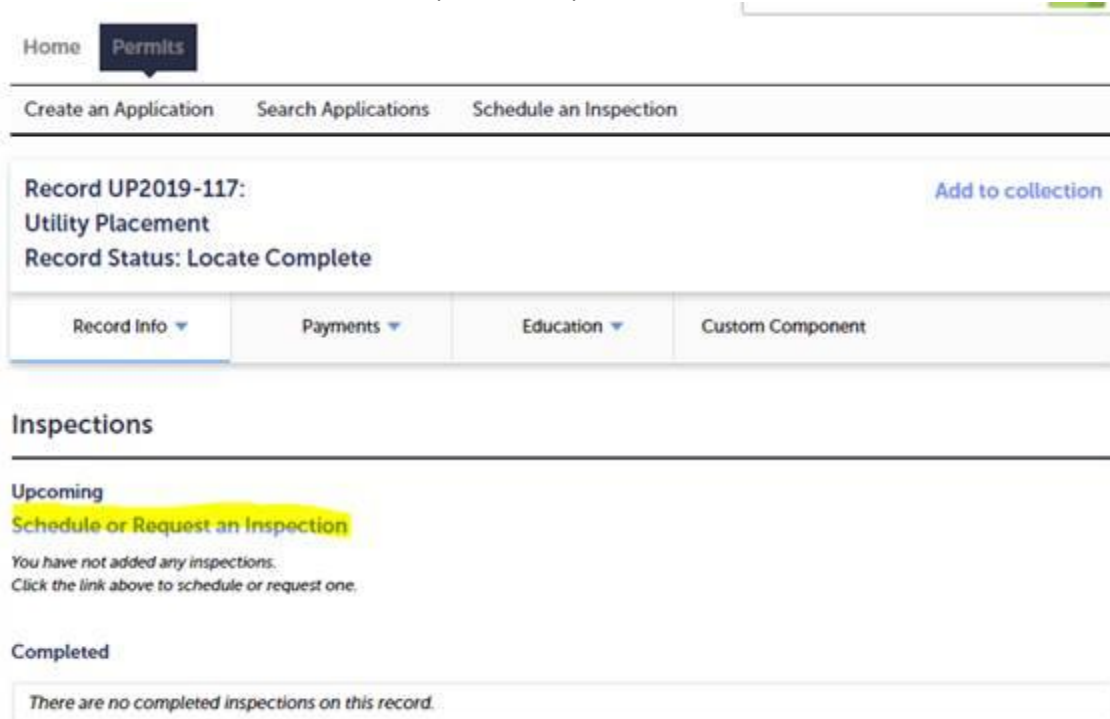 Home Permits
Create an Application Search Applications Schedule an Inspection
Record UP2019-117:
Add to collection
Utility Placement
Record Status: Locate Complete
Record Info Payments Education Custom Component
Inspections
Upcoming
Schedule or Request an Inspection
You have not added any inspections.
Click the link above to schedule or request one.
Completed
There are no completed inspections on this record.